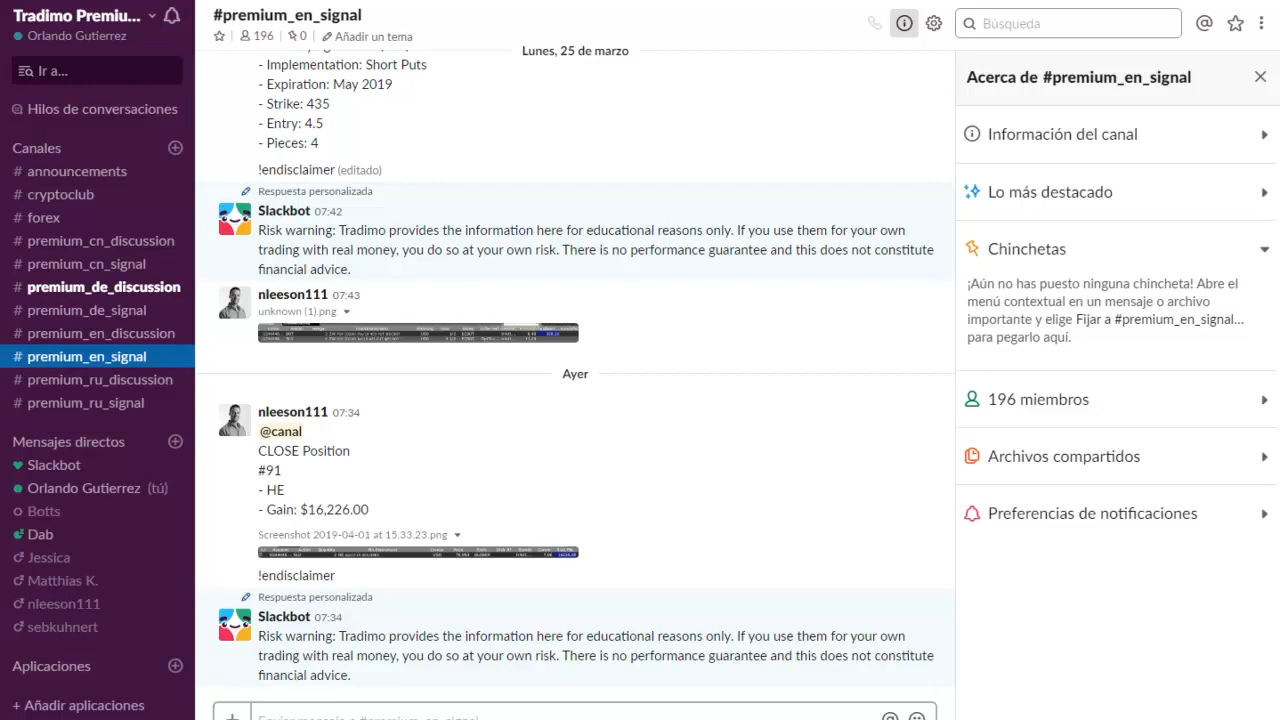 Tradimo Premiu...
Orlando Gutierrez
Ir a...
Hilos de conversaciones
Canales
# announcements
# cryptoclub
# forex
# premium_cn_discussion
# premium_cn_signal
# premium_de_discussion
# premium_de_signal
# premium_en_discussion
# premium_en_signal
# premium_ru_discussion
# premium_ru_signal
Mensajes directos
Slackbot
Orlando Gutierrez (tú)
Botts
Dab
Jessica
Matthias K.
nleeson111
sebkuhnert
Aplicaciones
+ Añadir aplicaciones
#premium_en_signal
196 | 0 | Añadir un tema
Búsqueda
Lunes, 25 de marzo
- Implementation: Short Puts
- Expiration: May 2019
- Strike: 435
- Entry: 4.5
- Pieces: 4
!endisclaimer (editado)
Respuesta personalizada
Slackbot 07:42
Risk warning: Tradimo provides the information here for educational reasons only. If you use them for your own
trading with real money, you do so at your own risk. There is no performance guarantee and this does not constitute
financial advice.
nleeson111 07:43
unknown (1).png
Ayer
nleeson111 07:34
@canal
CLOSE Position
#91
- HE
- Gain: $16,226.00
Screenshot 2019-04-01 at 15.33.23.png
!endisclaimer
Respuesta personalizada
Slackbot 07:34
Risk warning: Tradimo provides the information here for educational reasons only. If you use them for your own
trading with real money, you do so at your own risk. There is no performance guarantee and this does not constitute
financial advice.
Enviar mensaje a #premium_en_signal
Acerca de #premium_en_signal
Información del canal
Lo más destacado
Chinchetas
¡Aún no has puesto ninguna chincheta! Abre el
menú contextual en un mensaje o archivo
importante y elige Fijar a #premium_en_signal...
para pegarlo aquí.
196 miembros
Archivos compartidos
Preferencias de notificaciones